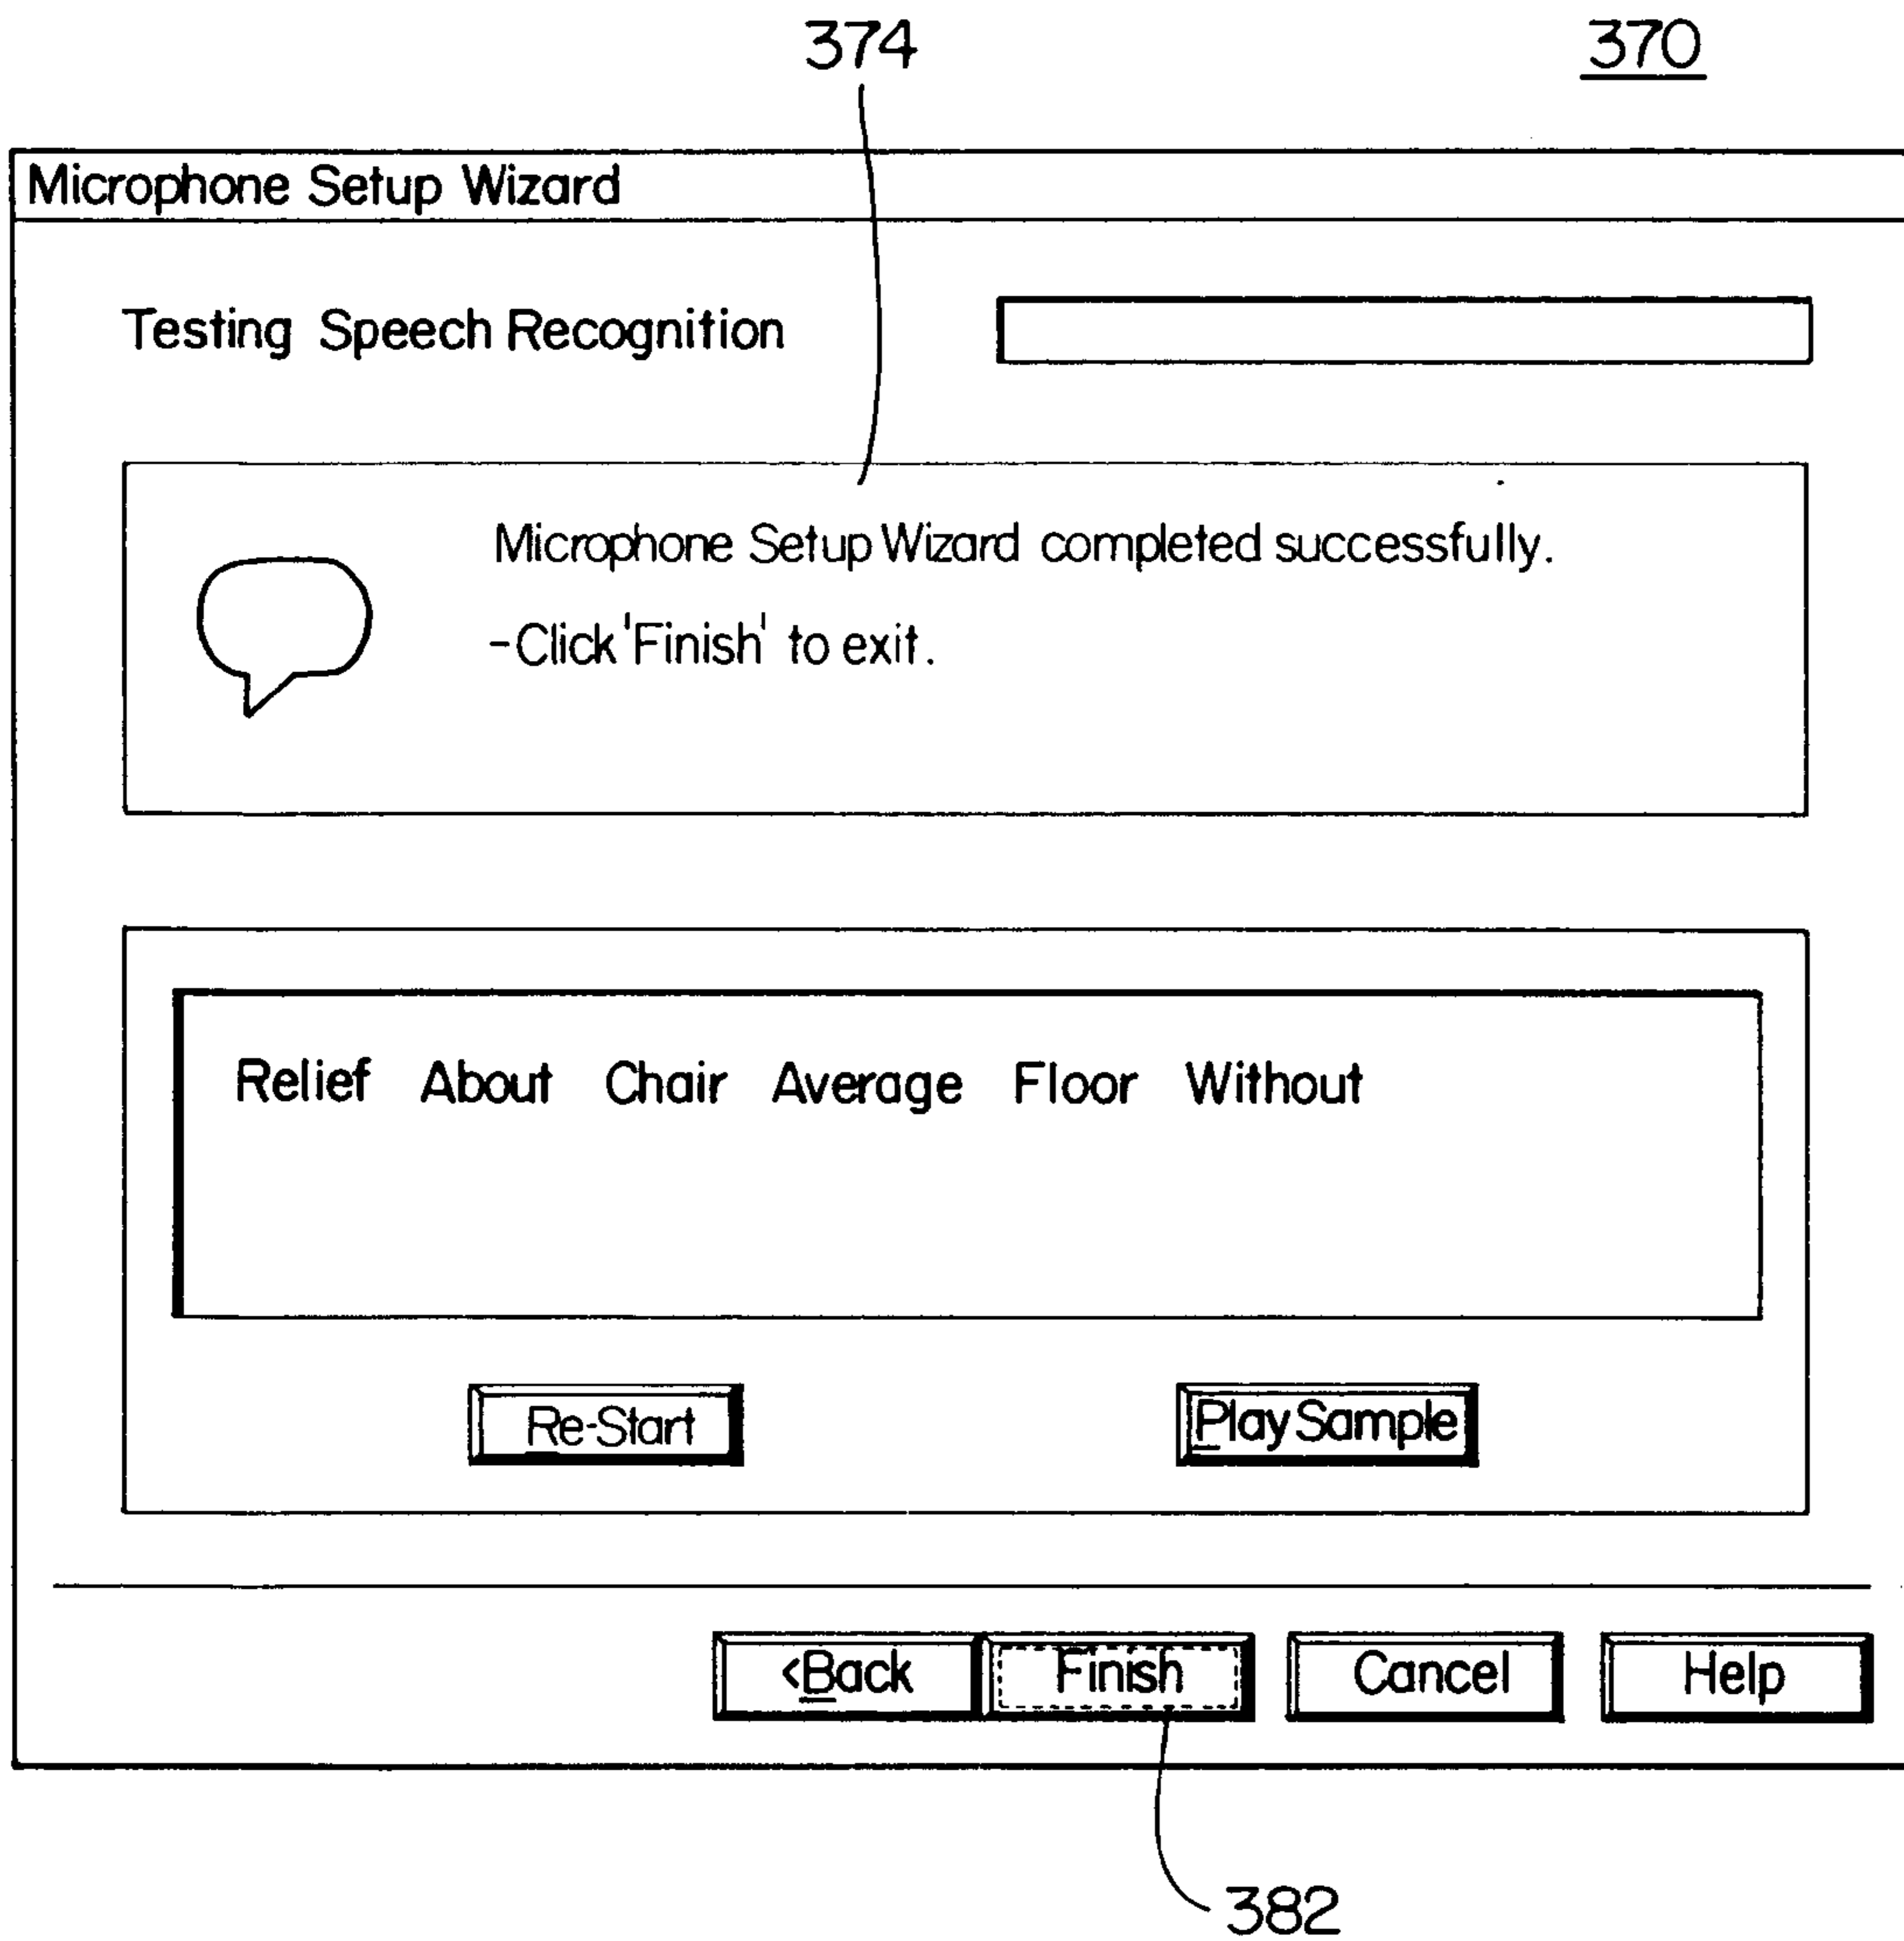 374 370
Microphone Setup Wizard
Testing Speech Recognition
Microphone Setup Wizard completed successfully.
-Click 'Finish' to exit.
Relief About Chair Average Floor Without
Re-Start Play Sample
<Back Finish Cancel Help
382